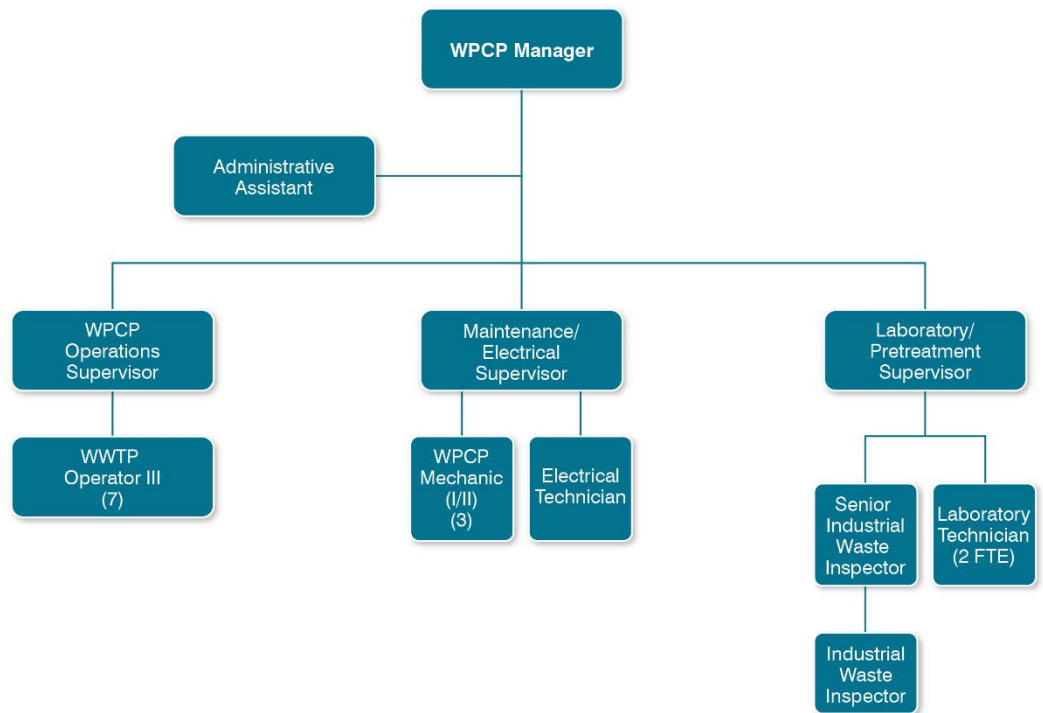 WPCP Manager
Administrative
Assistant
WPCP
Operations
Supervisor
Maintenance/
Electrical
Supervisor
Laboratory/
Pretreatment
Supervisor
WWTP
Operator III
(7)
WPCP
Mechanic
(I/II)
(3)
Electrical
Technician
Senior
Industrial
Waste
Inspector
Laboratory
Technician
(2 FTE)
Industrial
Waste
Inspector